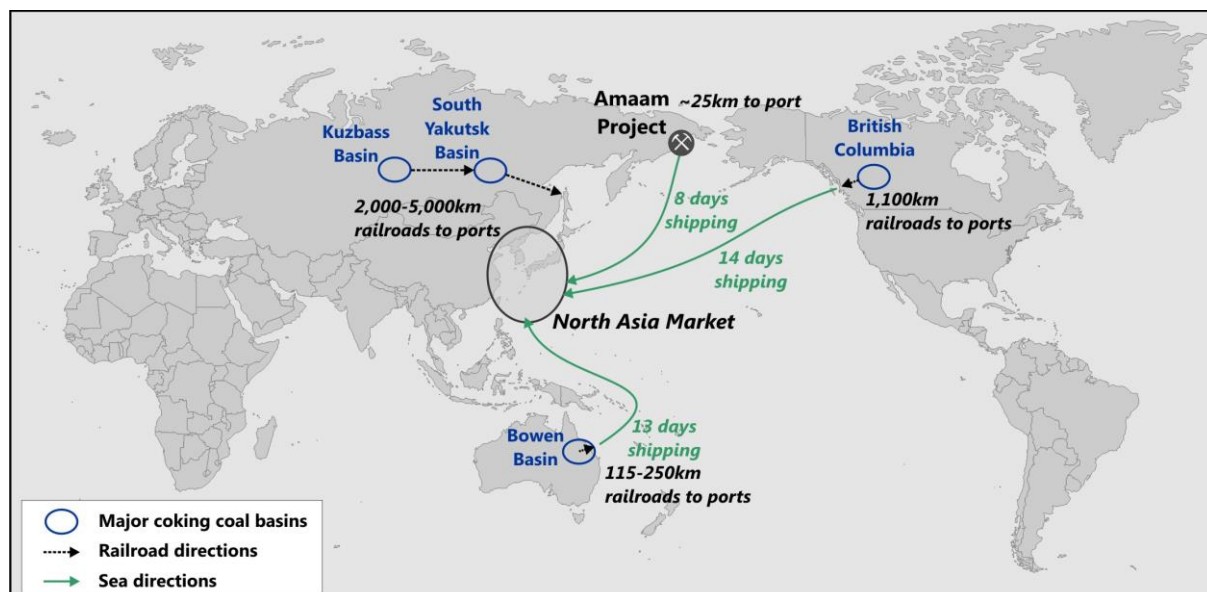 Amaam
Project
~25km to port
South
Yakutsk
Basin
Kuzbass
Basin
British
Columbia
2,000-5,000km
railroads to ports
1,100km
railroads to ports
8 days
shipping
14 days
shipping
North Asia Market
13 days
shipping
Bowen
Basin
115-250km
railroads to ports
Major coking coal basins
Railroad directions
Sea directions